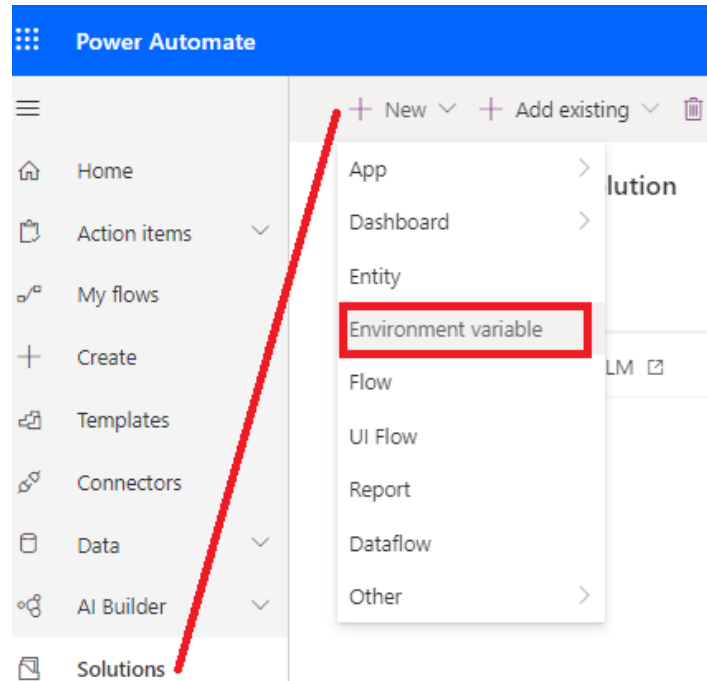 Power Automate
New
Add existing
Home
Action items
My flows
Create
Templates
Connectors
Data
AI Builder
Solutions
App
Dashboard
Entity
Environment variable
Flow
UI Flow
Report
Dataflow
Other
lution
LM